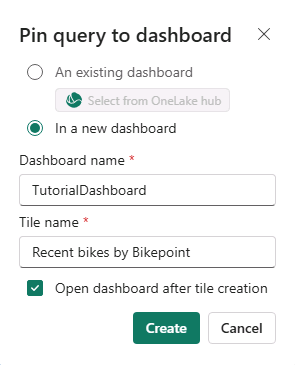 Pin query to dashboard
An existing dashboard
Select from OneLake hub
In a new dashboard
Dashboard name *
TutorialDashboard
Tile name *
Recent bikes by Bikepoint
Open dashboard after tile creation
Create Cancel